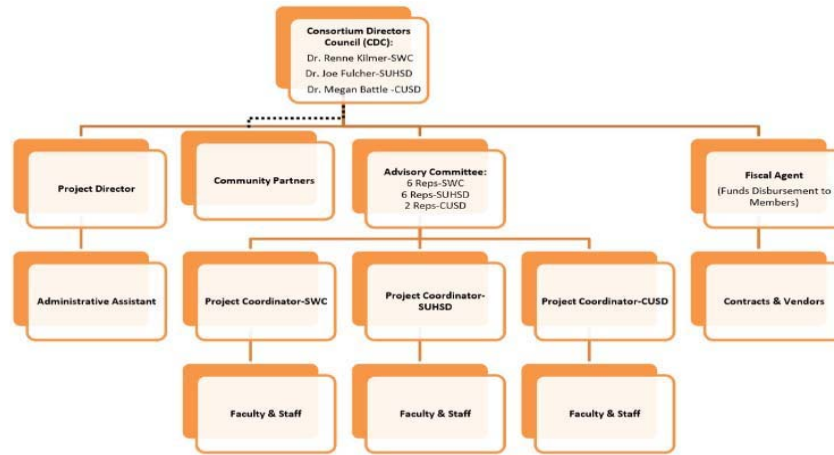 Consortium Directors
Council (CDC):
Dr. Renne Kilmer-SWC
Dr. Joe Fulcher-SUHSD
Dr. Megan Battle -CUSD
Project Director
Community Partners
Advisory Committee:
6 Reps-SWC
6 Reps-SUHSD
2 Reps-CUSD
Fiscal Agent
(Funds Disbursement to
Members)
Administrative Assistant
Project Coordinator-SWC
Project Coordinator-
SUHSD
Project Coordinator-CUSD
Contracts & Vendors
Faculty & Staff
Faculty & Staff
Faculty & Staff